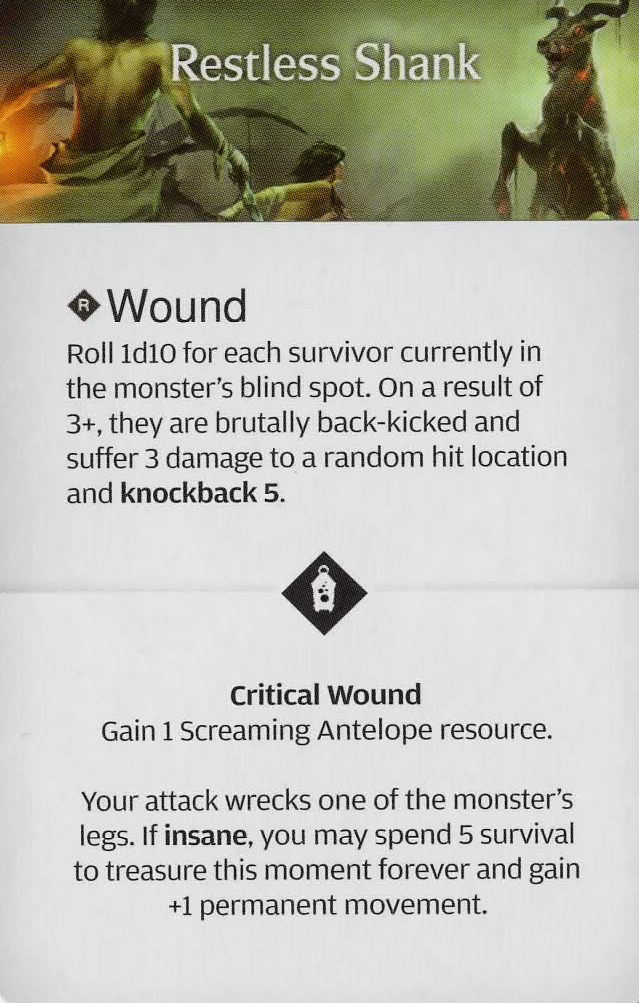 Restless Shank
R Wound
Roll 1d10 for each survivor currently in
the monster's blind spot. On a result of
3+, they are brutally back-kicked and
suffer 3 damage to a random hit location
and knockback 5.
Critical Wound
Gain 1 Screaming Antelope resource.
Your attack wrecks one of the monster's
legs. If insane, you may spend 5 survival
to treasure this moment forever and gain
+1 permanent movement.